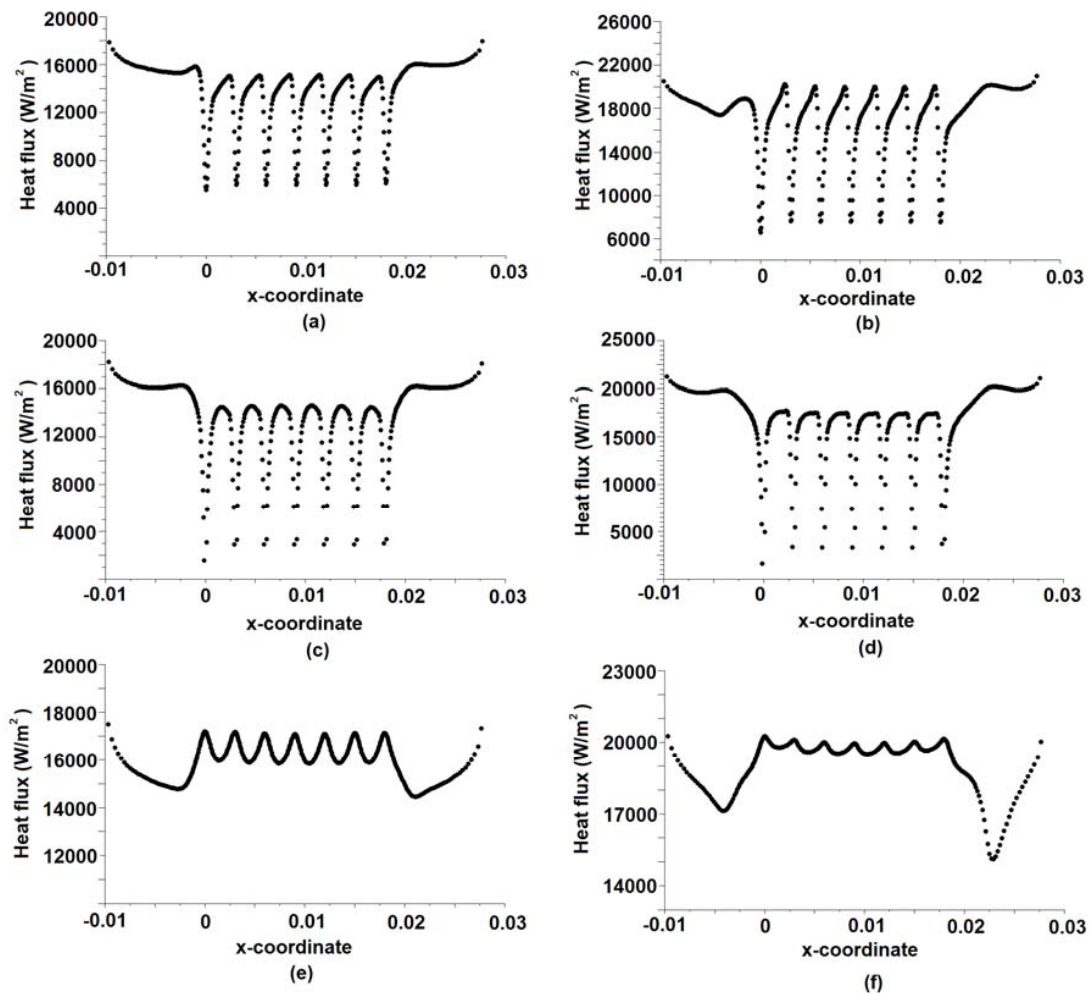 20000
16000
12000
8000
4000
Heat flux (W/m²)
-0.01 0 0.01 0.02 0.03
x-coordinate
(a)
26000
22000
18000
14000
10000
6000
Heat flux (W/m²)
-0.01 0 0.01 0.02 0.03
x-coordinate
(b)
20000
16000
12000
8000
4000
Heat flux (W/m²)
-0.01 0 0.01 0.02 0.03
x-coordinate
(c)
25000
20000
15000
10000
5000
Heat flux (W/m²)
-0.01 0 0.01 0.02 0.03
x-coordinate
(d)
20000
18000
16000
14000
12000
Heat flux (W/m²)
-0.01 0 0.01 0.02 0.03
x-coordinate
(e)
23000
20000
17000
14000
Heat flux (W/m²)
-0.01 0 0.01 0.02 0.03
x-coordinate
(f)